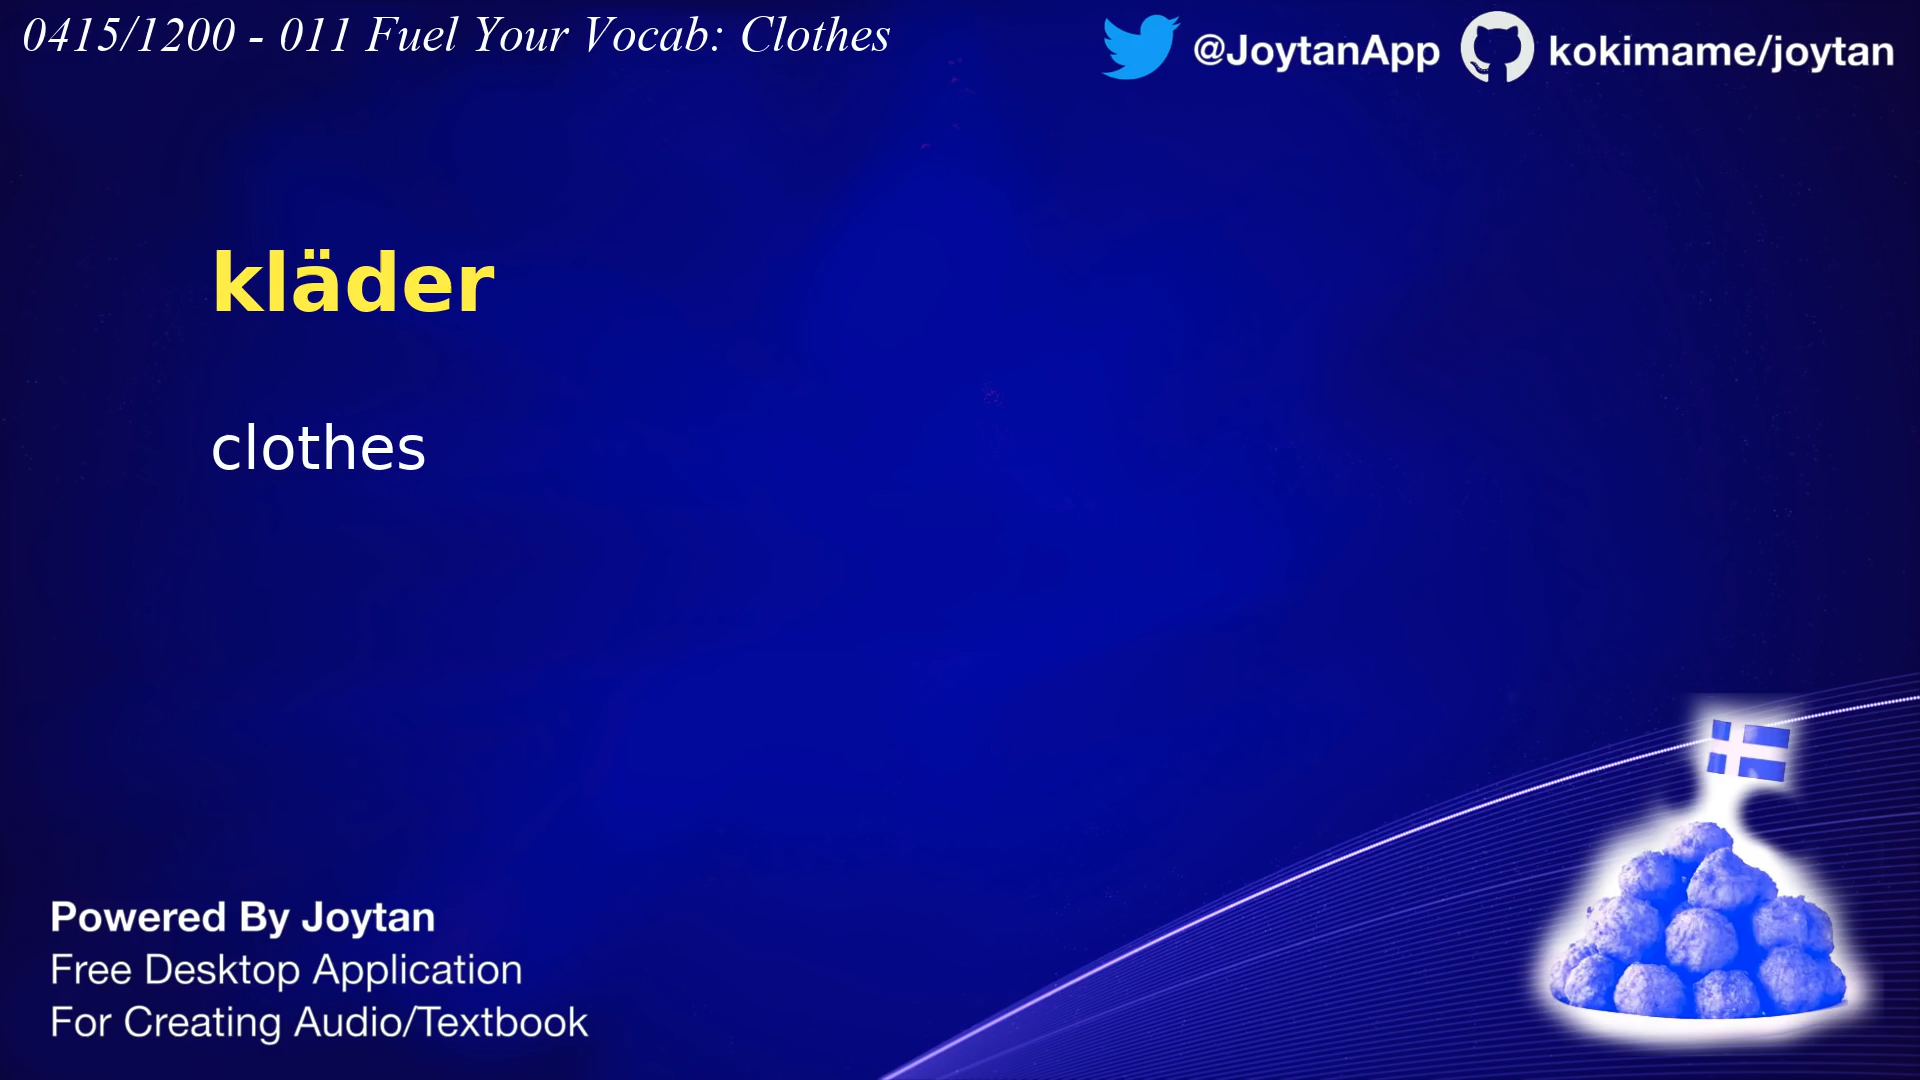 0415/1200 - 011 Fuel Your Vocab: Clothes
@JoytanApp kokimame/joytan
kläder
clothes
Powered By Joytan
Free Desktop Application
For Creating Audio/Textbook